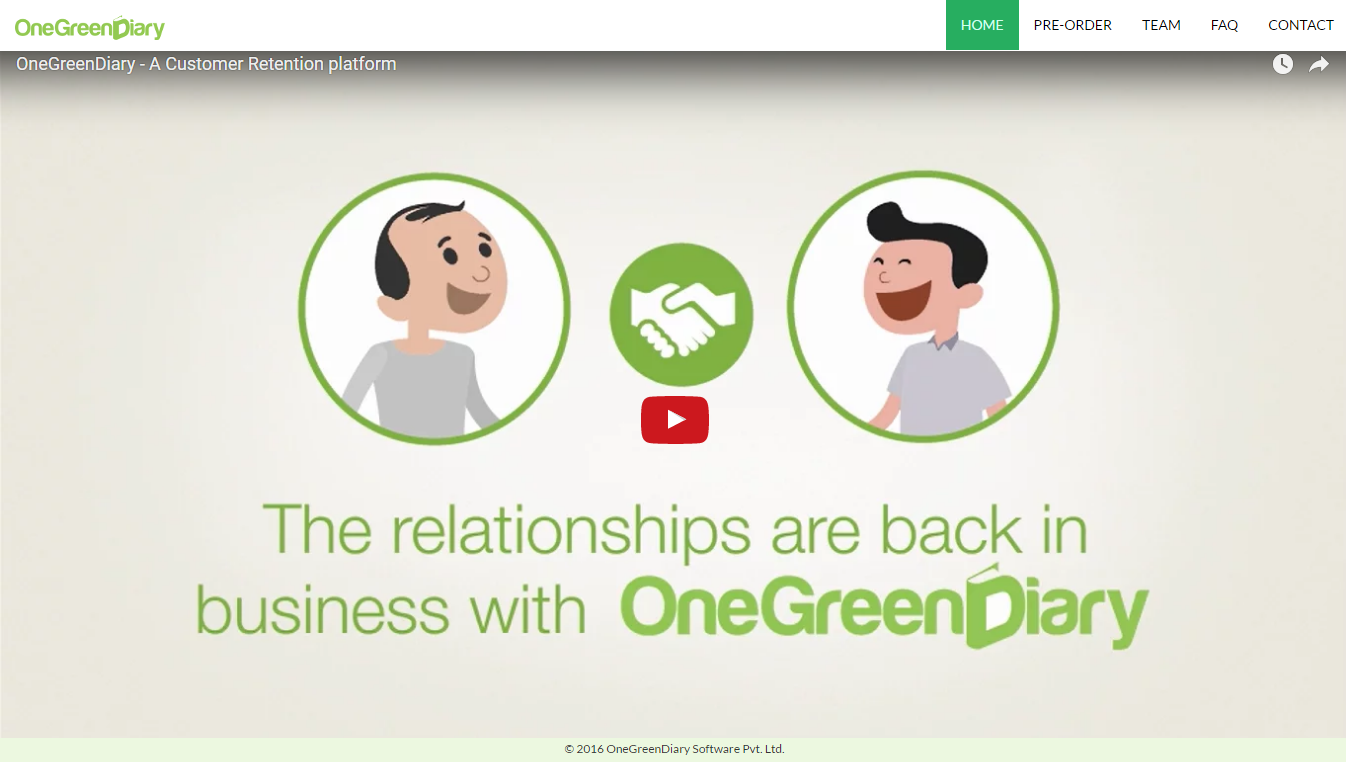 OneGreenDiary HOME PRE-ORDER TEAM FAQ CONTACT
OneGreenDiary - A Customer Retention platform
The relationships are back in
business with OneGreenDiary
© 2016 OneGreenDiary Software Pvt. Ltd.